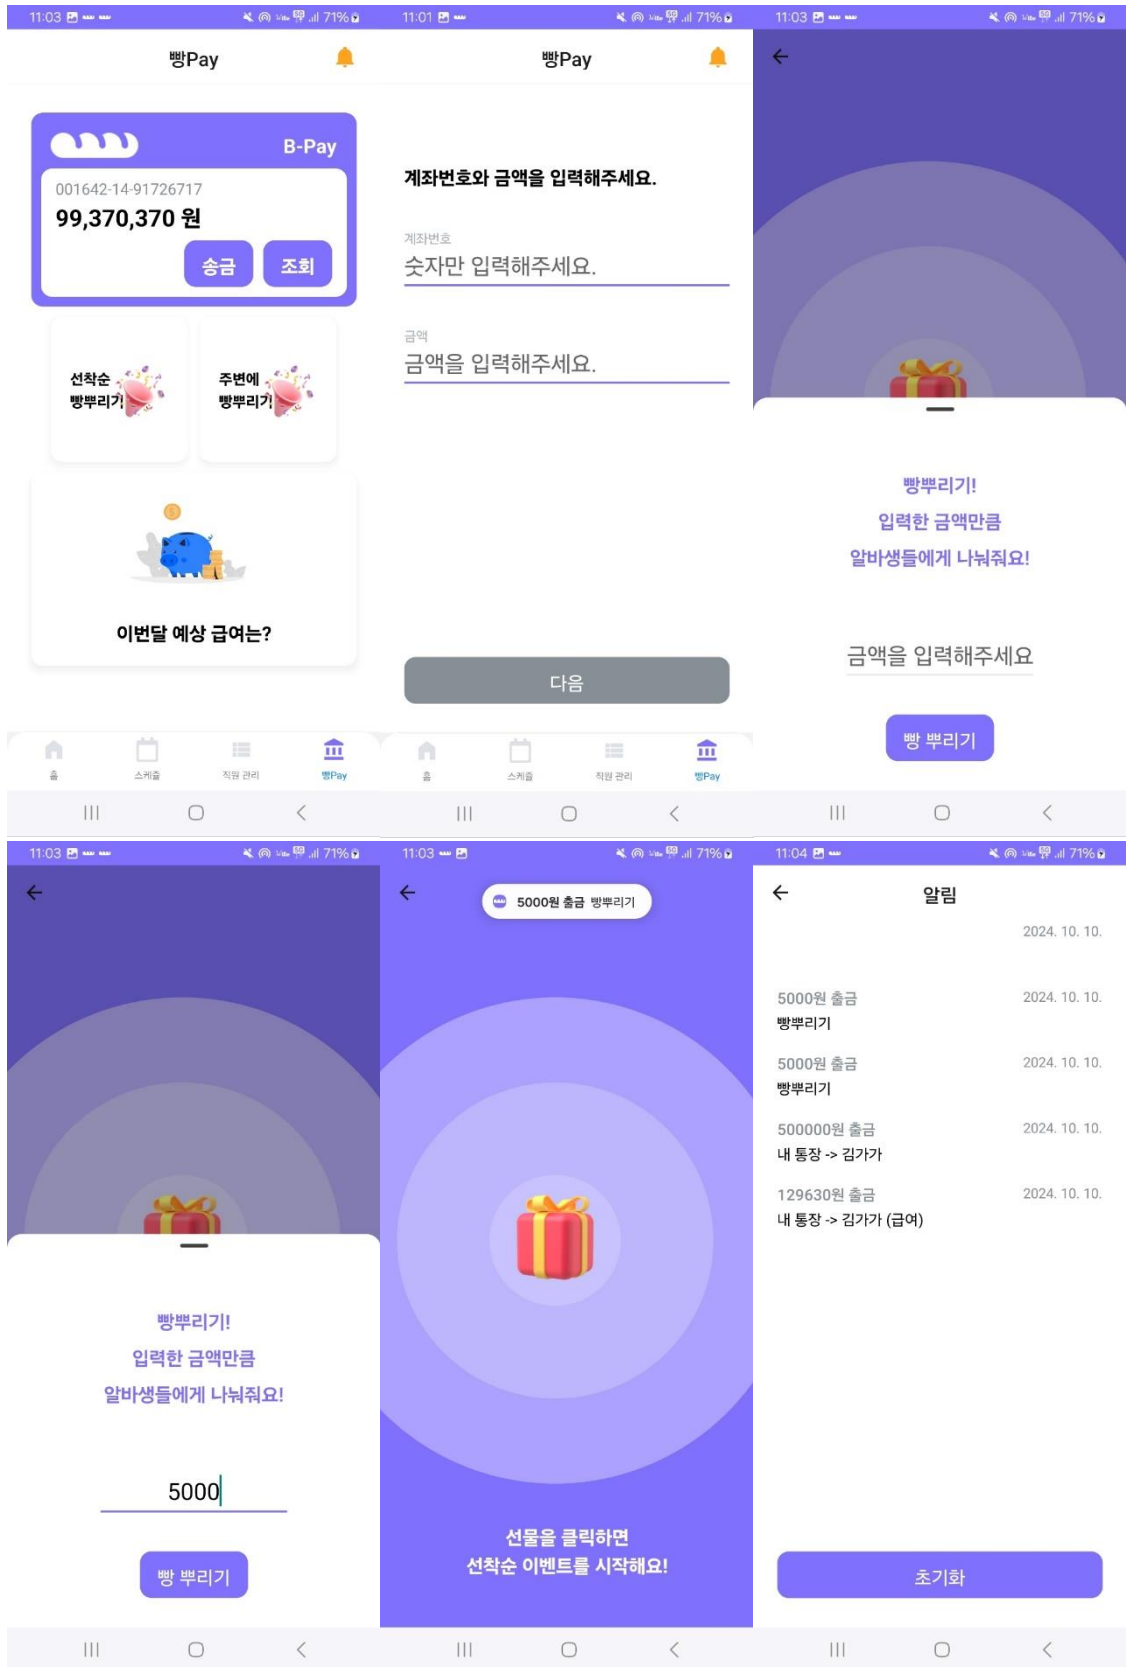 11:03
71%
빵Pay
B-Pay
001642-14-91726717
99,370,370 원
송금
조회
선착순
빵뿌리기
주변에
빵뿌리기
이번달 예상 급여는?
홈
스케줄
직원 관리
빵Pay
11:01
71%
빵Pay
계좌번호와 금액을 입력해주세요.
계좌번호
숫자만 입력해주세요.
금액
금액을 입력해주세요.
다음
홈
스케줄
직원 관리
빵Pay
11:03
71%
빵뿌리기!
입력한 금액만큼
알바생들에게 나눠줘요!
금액을 입력해주세요
빵 뿌리기
11:03
71%
빵뿌리기!
입력한 금액만큼
알바생들에게 나눠줘요!
5000
빵 뿌리기
11:03
71%
5000원 출금 빵뿌리기
선물을 클릭하면
선착순 이벤트를 시작해요!
11:04
71%
알림
2024. 10. 10.
5000원 출금 2024. 10. 10.
빵뿌리기
5000원 출금 2024. 10. 10.
빵뿌리기
500000원 출금 2024. 10. 10.
내 통장 -> 김가가
129630원 출금 2024. 10. 10.
내 통장 -> 김가가 (급여)
초기화